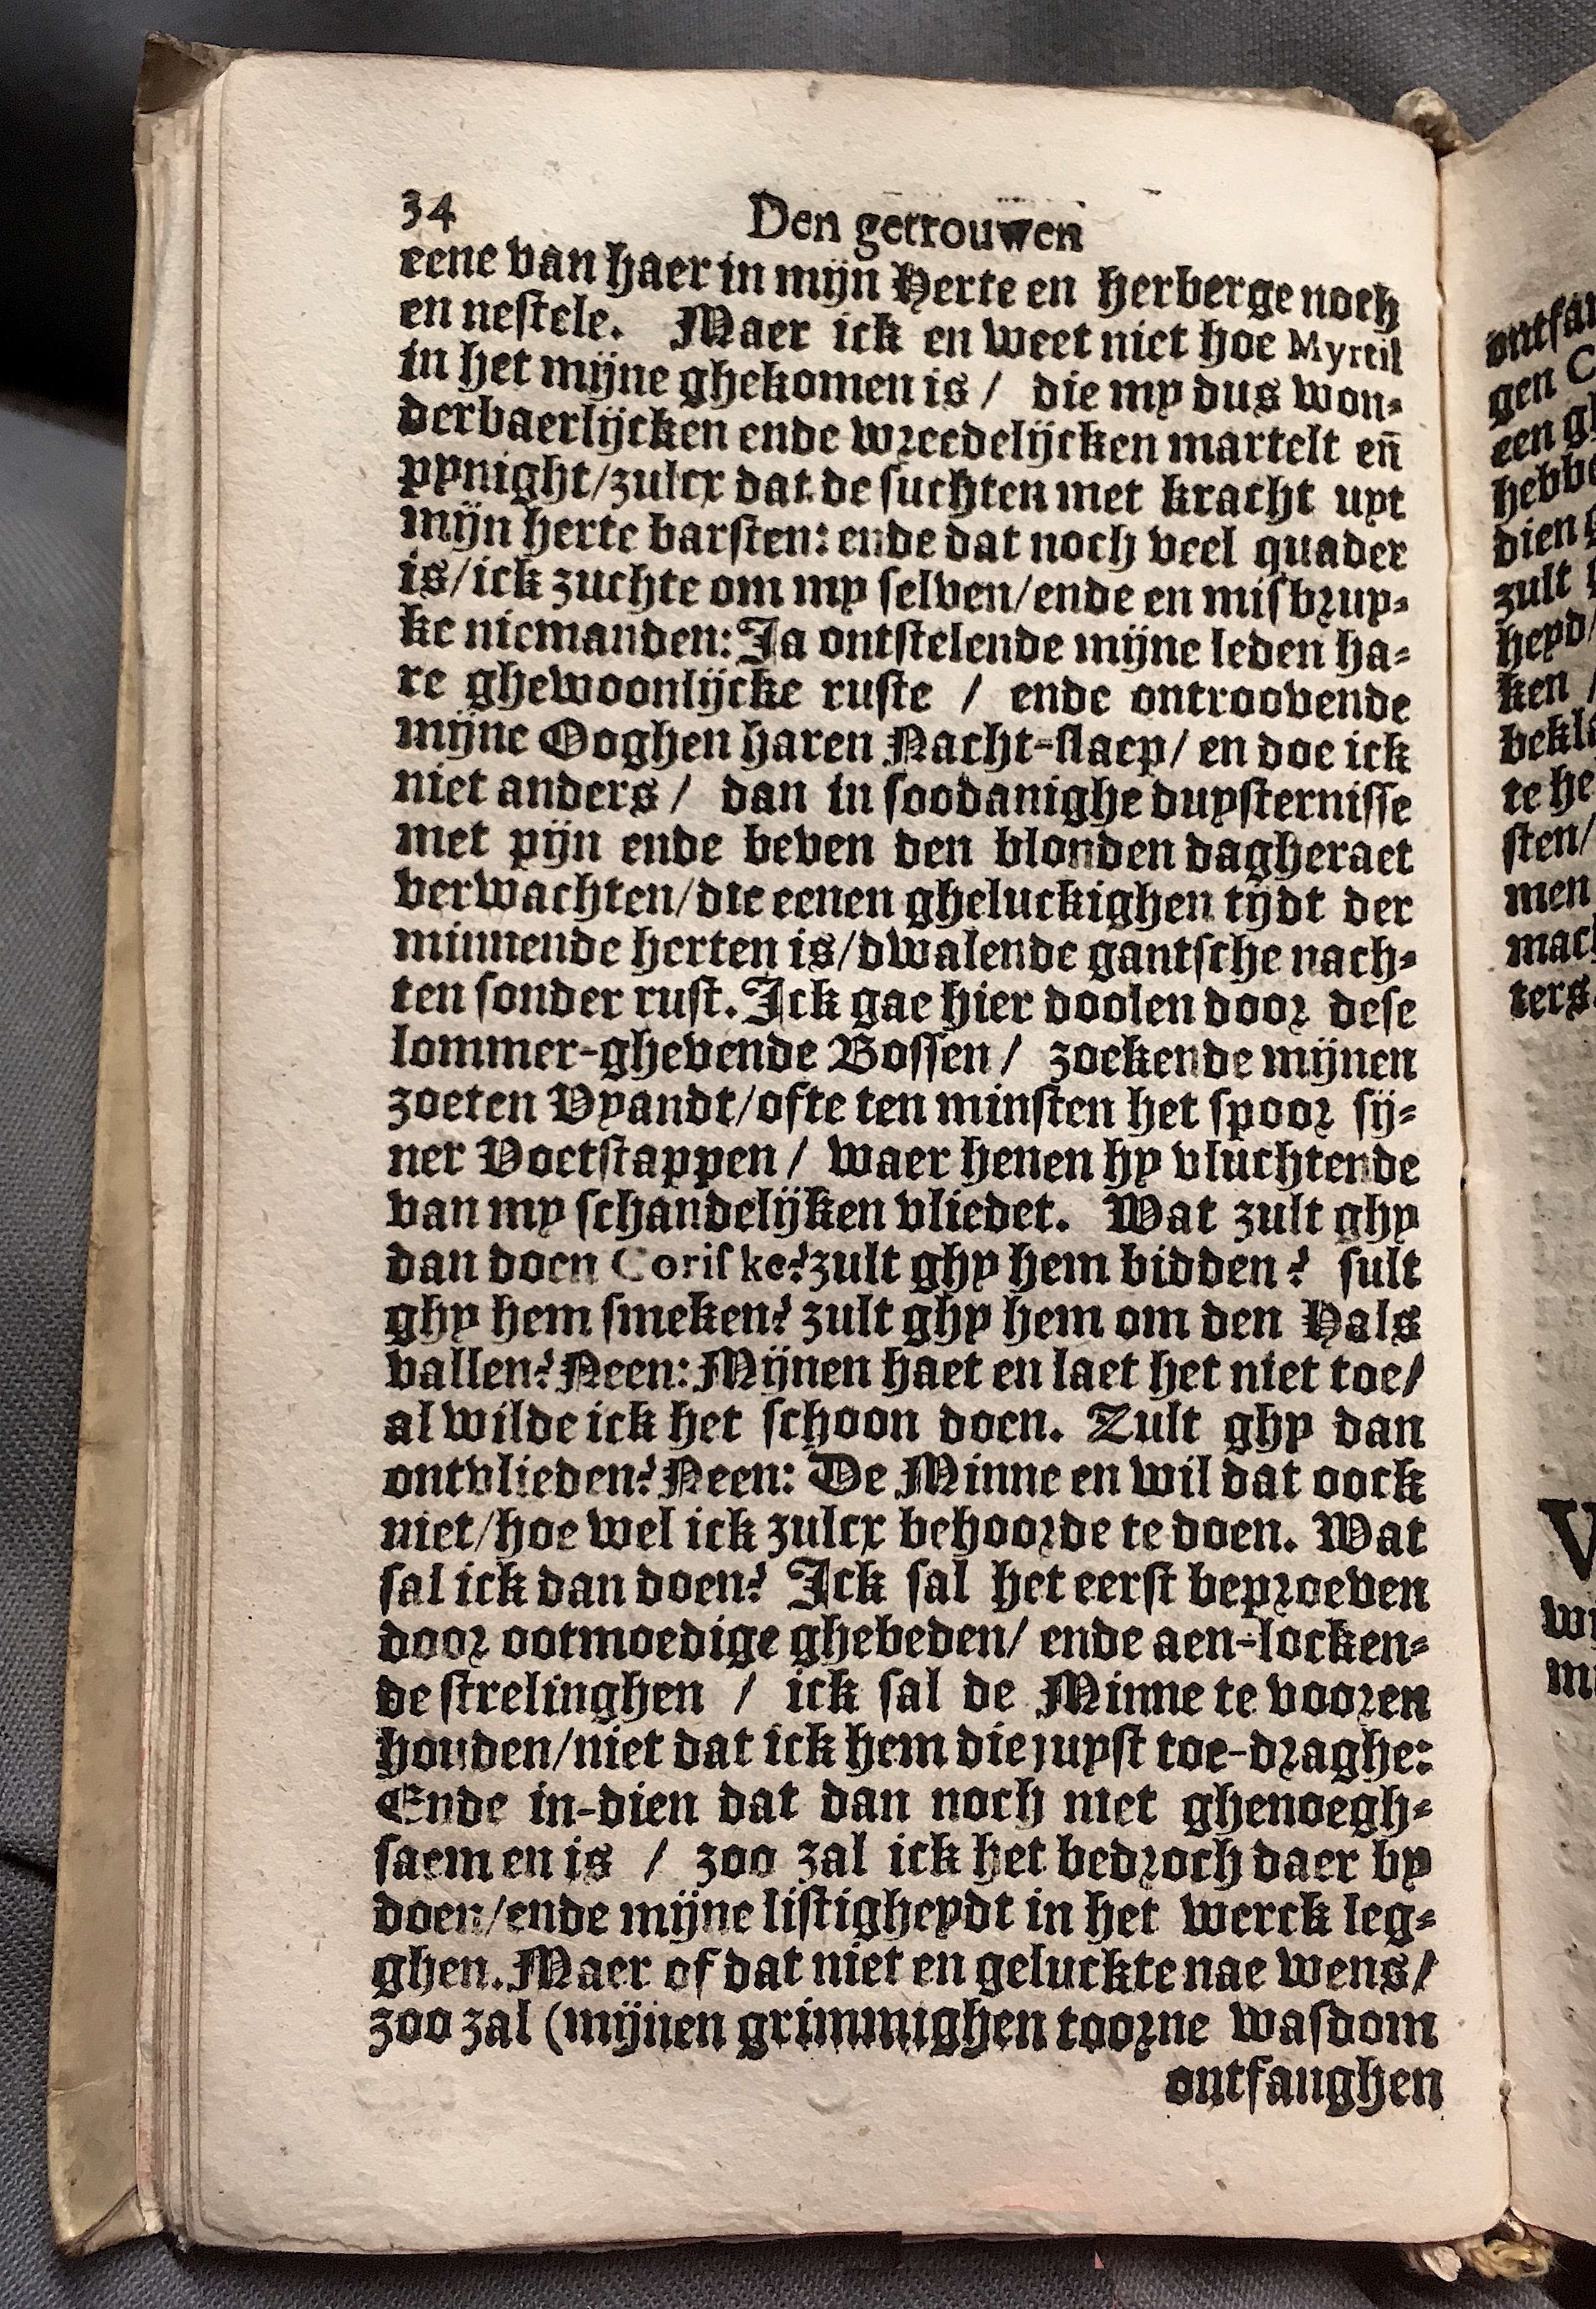 34 Den getrouwen
eene van haer in mijn Herte en herberge noch
en nestele. Maer ick en weet niet hoe Myrtil
in het mijne ghekomen is / die my dus won-
derbaerlijcken ende wreedelijcken martelt eñ
pynight/zulcx dat de suchten met kracht uyt
mijn herte barsten: ende dat noch veel quader
is/ick zuchte om my selven/ende en misbruy-
ke niemanden: Ja ontstelende mijne leden ha-
re ghewoonlijcke ruste / ende ontroovende
mijne Ooghen haren Nacht-slaep/ en doe ick
niet anders / dan in soodanighe duysternisse
met pijn ende beven den blonden dagheraet
verwachten/die eenen gheluckighen tijdt der
minnende herten is/dwalende gantsche nach-
ten sonder rust. Ick gae hier doolen door dese
lommer-ghevende Bossen / zoekende mijnen
zoeten Vyandt/ofte ten minsten het spoor sij-
ner Voetstappen / waer henen hy vluchtende
van my schandelijken vliedet. Wat zult ghy
dan doen Coriske? zult ghy hem bidden? sult
ghy hem smeken? zult ghy hem om den Hals
vallen? Neen: Mijnen haet en laet het niet toe/
al wilde ick het schoon doen. Zult ghy dan
ontvlieden? Neen: De Minne en wil dat oock
niet/hoe wel ick zulcx behoorde te doen. Wat
sal ick dan doen? Ick sal het eerst beproeven
door ootmoedige ghebeden/ ende aen-locken-
de strelinghen / ick sal de Minne te vooren
houden/niet dat ick hem die juyst toe-draghe:
Ende in-dien dat dan noch niet ghenoegh-
saem en is / zoo zal ick het bedroch daer by
doen/ende mijne listigheydt in het werck leg-
ghen. Maer of dat niet en geluckte nae wens/
zoo zal (mijnen grimmighen toorne wasdom
ontfanghen
gen
een
hebbe
dien
zult
heyd/
ken /
te he
sten/
men
ters